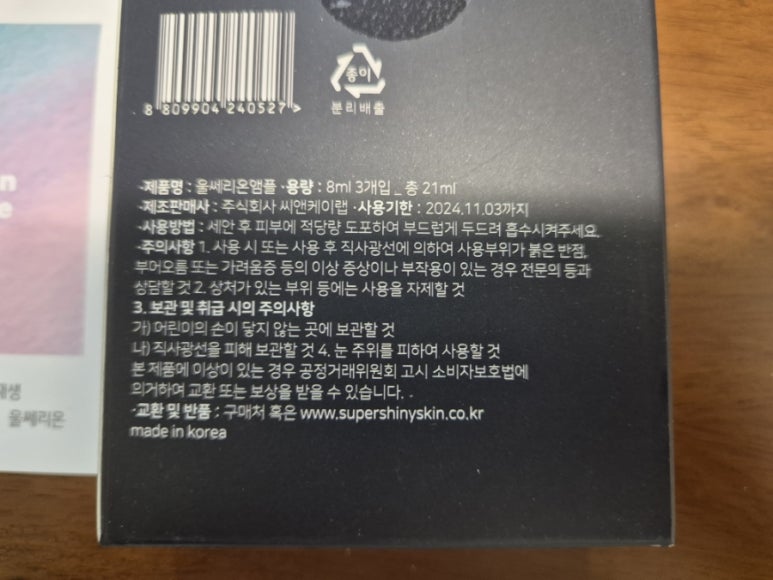 8 809904 240527 >
종이
분리배출
·제품명 : 울쎄리온앰플 ·용량 : 8ml 3개입 _ 총 21ml
·제조판매사 : 주식회사 씨앤케이랩 ·사용기한 : 2024.11.03까지
·사용방법 : 세안 후 피부에 적당량 도포하여 부드럽게 두드려 흡수시켜주세요.
·주의사항 1. 사용 시 또는 사용 후 직사광선에 의하여 사용부위가 붉은 반점,
부어오름 또는 가려움증 등의 이상 증상이나 부작용이 있는 경우 전문의 등과
상담할 것 2. 상처가 있는 부위 등에는 사용을 자제할 것
3. 보관 및 취급 시의 주의사항
가) 어린이의 손이 닿지 않는 곳에 보관할 것
나) 직사광선을 피해 보관할 것 4. 눈 주위를 피하여 사용할 것
본 제품에 이상이 있는 경우 공정거래위원회 고시 소비자보호법에
의거하여 교환 또는 보상을 받을 수 있습니다.
·교환 및 반품 : 구매처 혹은 www.supershinyskin.co.kr
made in korea
울쎄리온